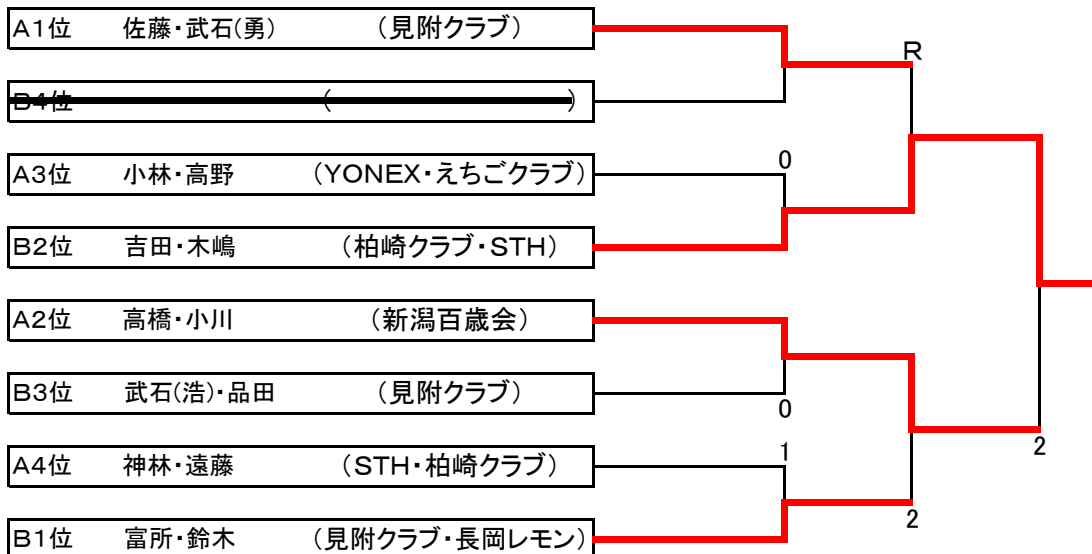 A1位 佐藤・武石(勇) (見附クラブ)
R
B4位 ( )
0
A3位 小林・高野 (YONEX・えちごクラブ)
B2位 吉田・木嶋 (柏崎クラブ・STH)
A2位 高橋・小川 (新潟百歳会)
B3位 武石(浩)・品田 (見附クラブ)
0
1
2
A4位 神林・遠藤 (STH・柏崎クラブ)
2
B1位 富所・鈴木 (見附クラブ・長岡レモン)